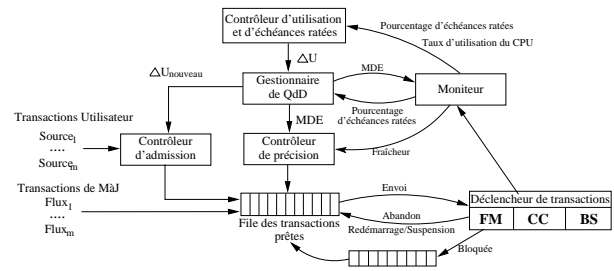 Contrôleur d'utilisation
et d'échéances ratées
Pourcentage d'échéances ratées
Taux d'utilisation du CPU
△U
△Unouveau
MDE
Gestionnaire
de QdD
Moniteur
Pourcentage
d'échéances ratées
MDE
Transactions Utilisateur
Source1
....
Sourcem
Contrôleur
d'admission
Contrôleur
de précision
Fraîcheur
Transactions de MàJ
Flux1
....
Fluxm
Envoi
Déclencheur de transactions
FM CC BS
Abandon
Redémarrage/Suspension
File des transactions
prêtes
Bloquée